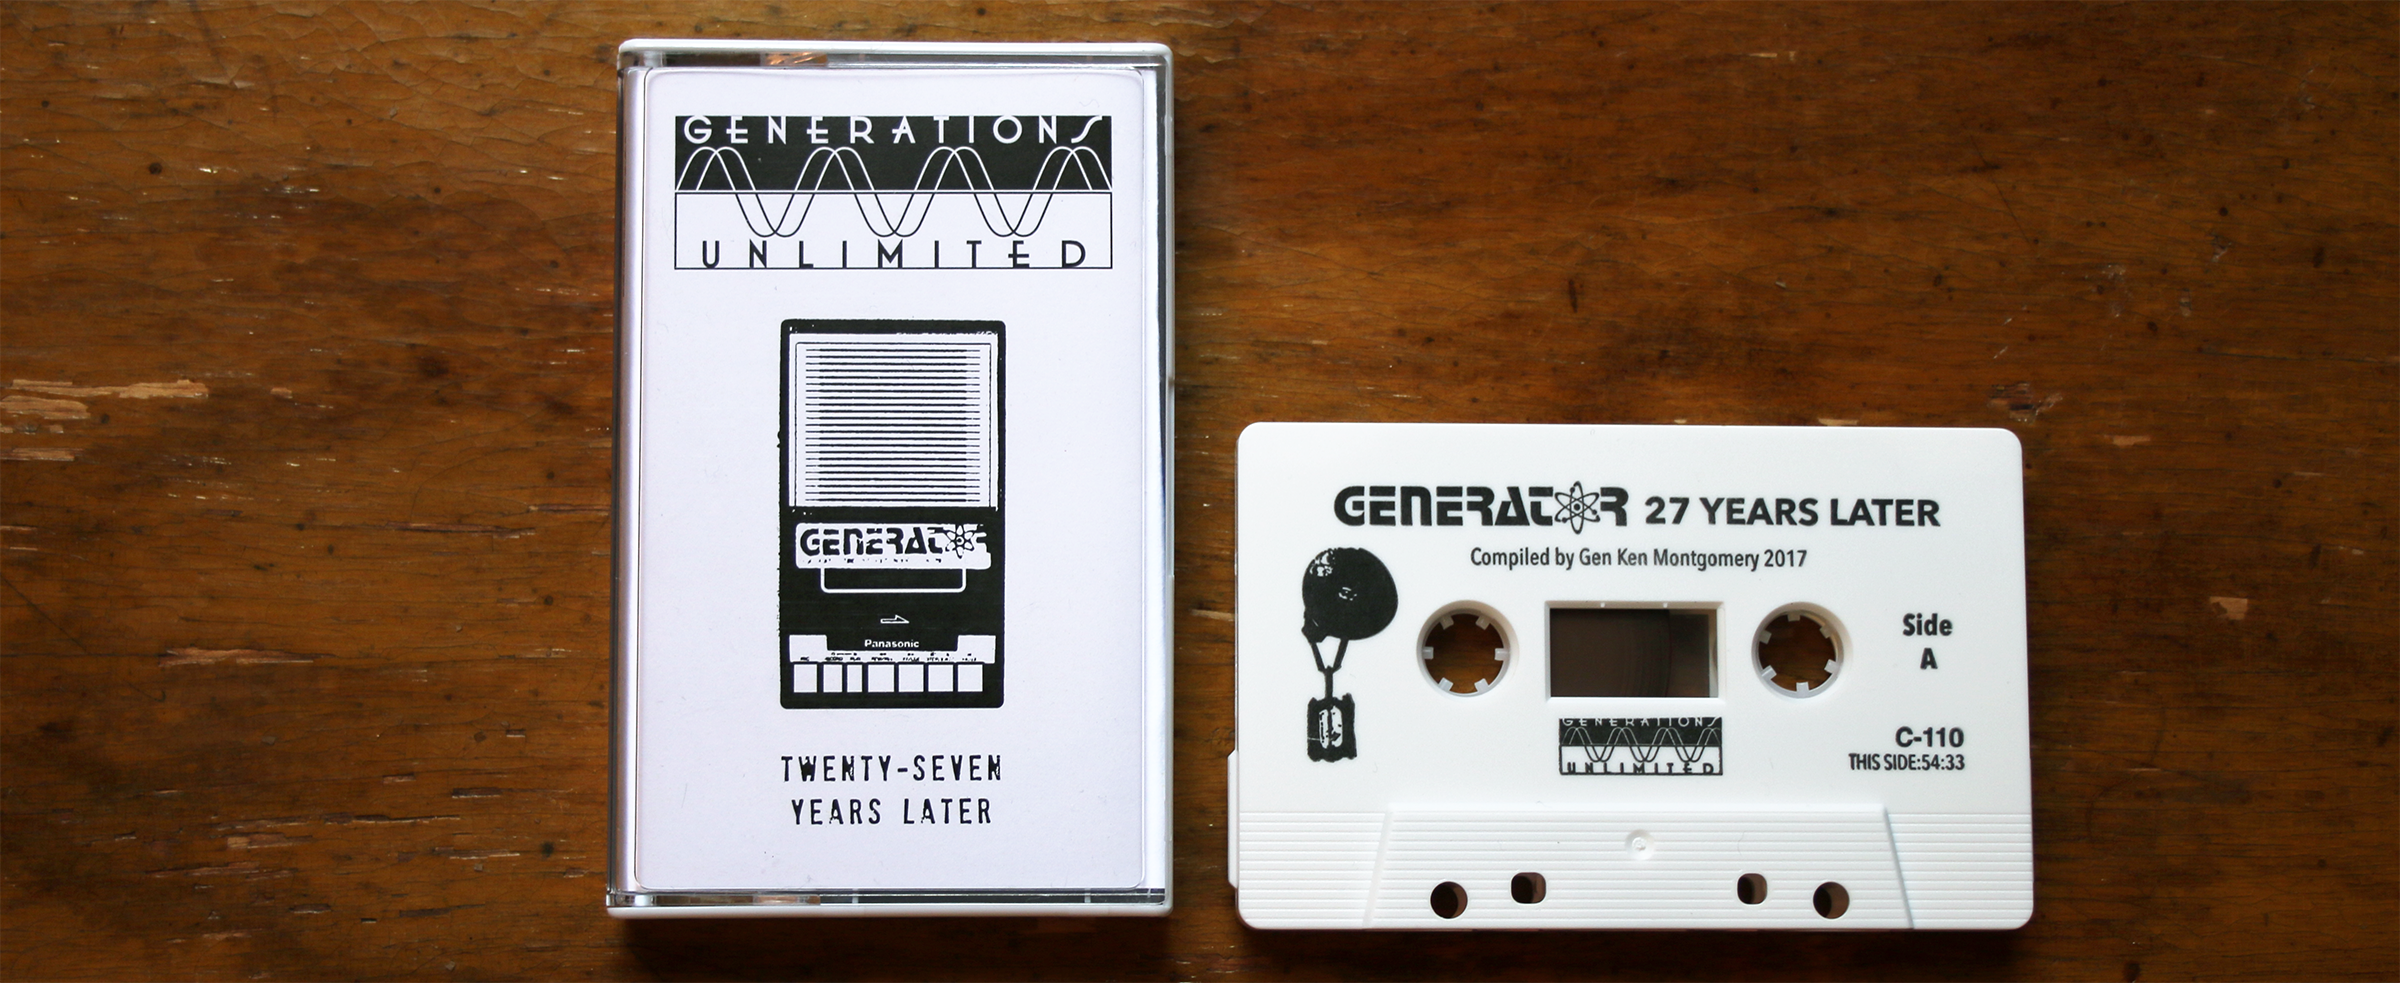 GENERATIONS
UNLIMITED
GENERATOR
Panasonic
TWENTY-SEVEN
YEARS LATER
GENERATOR 27 YEARS LATER
Compiled by Gen Ken Montgomery 2017
Side
A
GENERATIONS
UNLIMITED
C-110
THIS SIDE:54:33